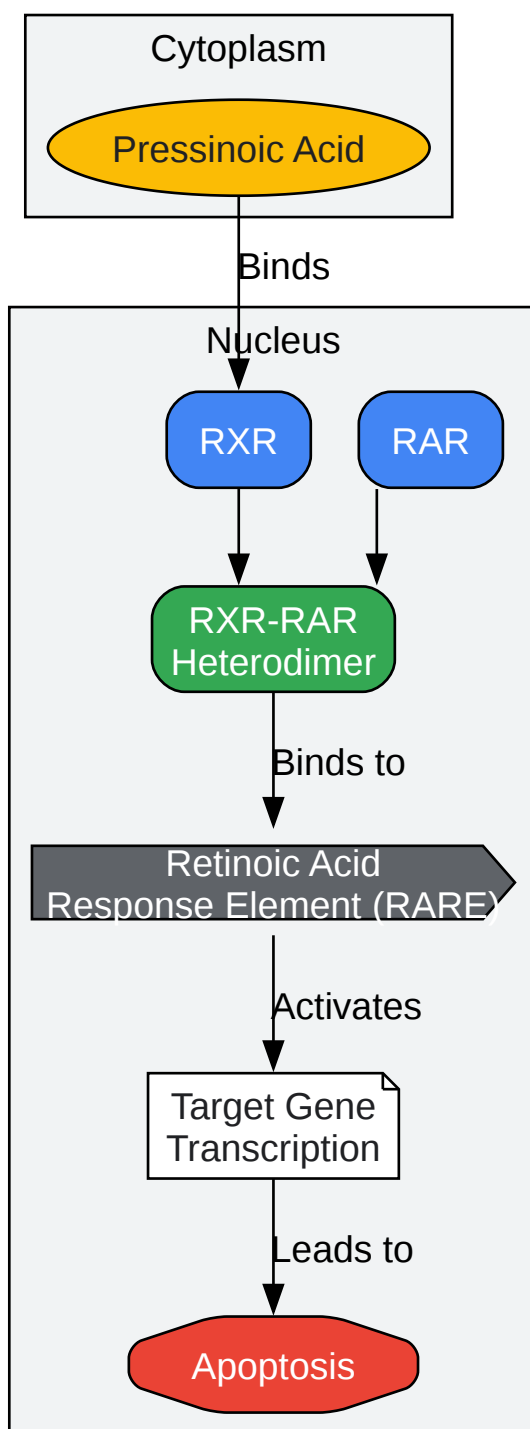 Cytoplasm
Pressinoic Acid
Binds
Nucleus
RXR
RAR
RXR-RAR
Heterodimer
Binds to
Retinoic Acid
Response Element (RARE)
Activates
Target Gene
Transcription
Leads to
Apoptosis